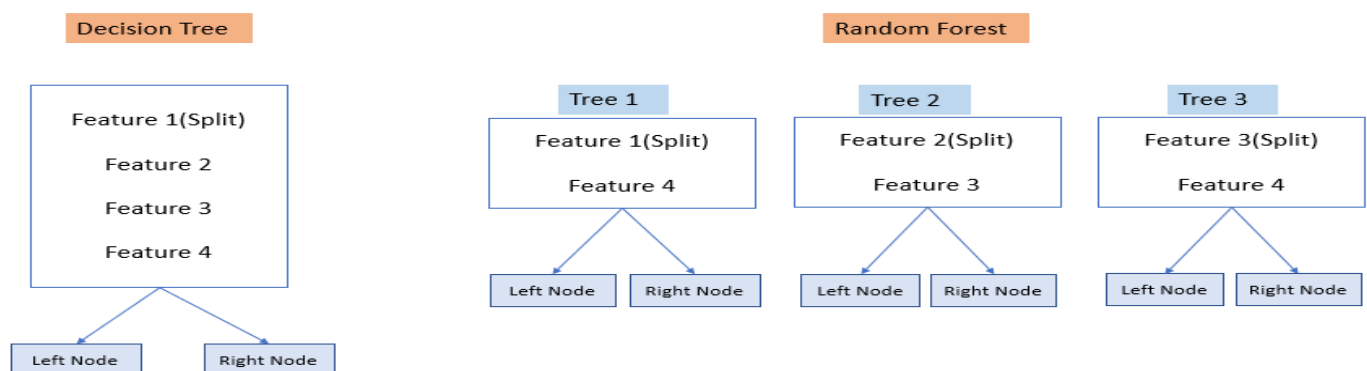 Decision Tree
Feature 1(Split)
Feature 2
Feature 3
Feature 4
Left Node
Right Node
Random Forest
Tree 1
Feature 1(Split)
Feature 4
Left Node
Right Node
Tree 2
Feature 2(Split)
Feature 3
Left Node
Right Node
Tree 3
Feature 3(Split)
Feature 4
Left Node
Right Node